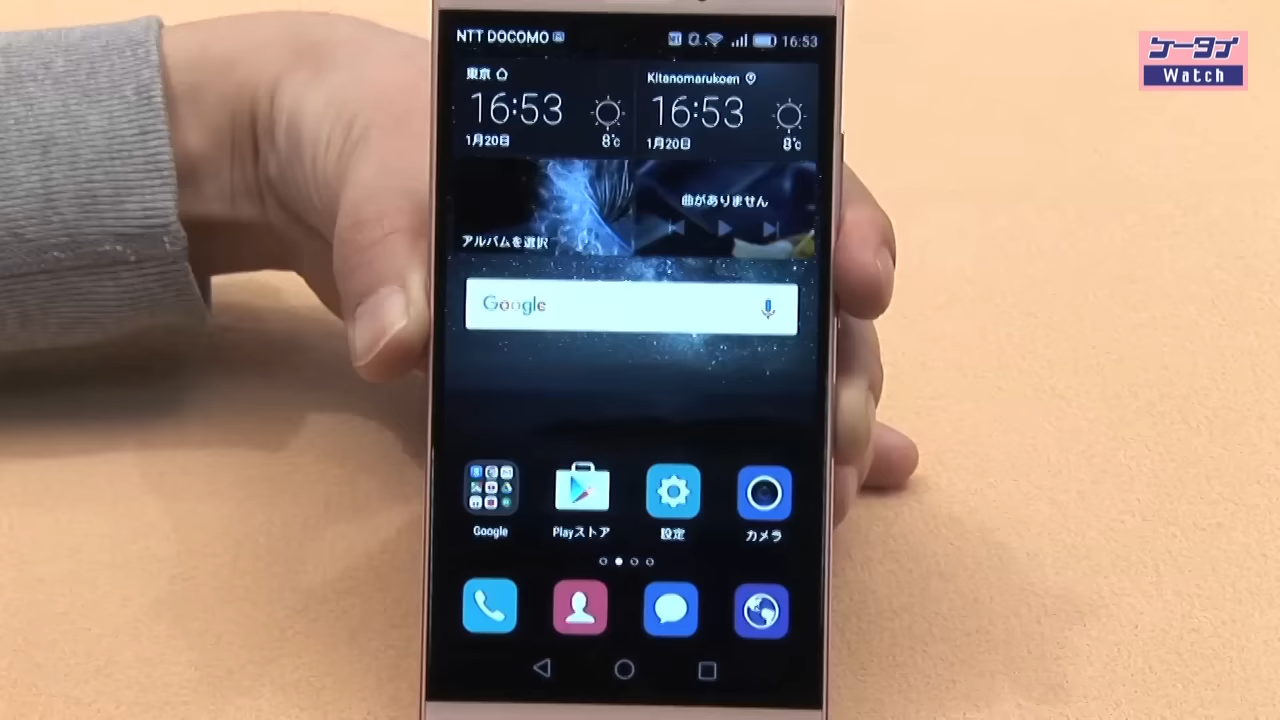 NTT DOCOMO
16:53
ケータイ
Watch
東京
16:53
1月20日
8℃
Kitanomarukoen
16:53
1月20日
8℃
アルバムを選択
曲がありません
Google
Google
Playストア
設定
カメラ